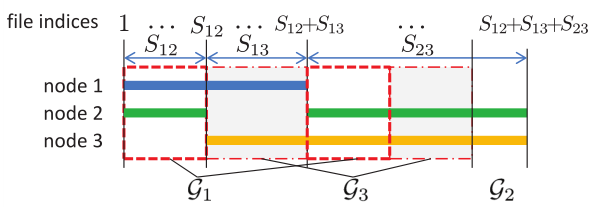 file indices 1 ... S₁₂ ... S₁₂+S₁₃ ... S₁₂+S₁₃+S₂₃
S₁₂ S₁₃ S₂₃
node 1
node 2
node 3
𝒢₁ 𝒢₃ 𝒢₂